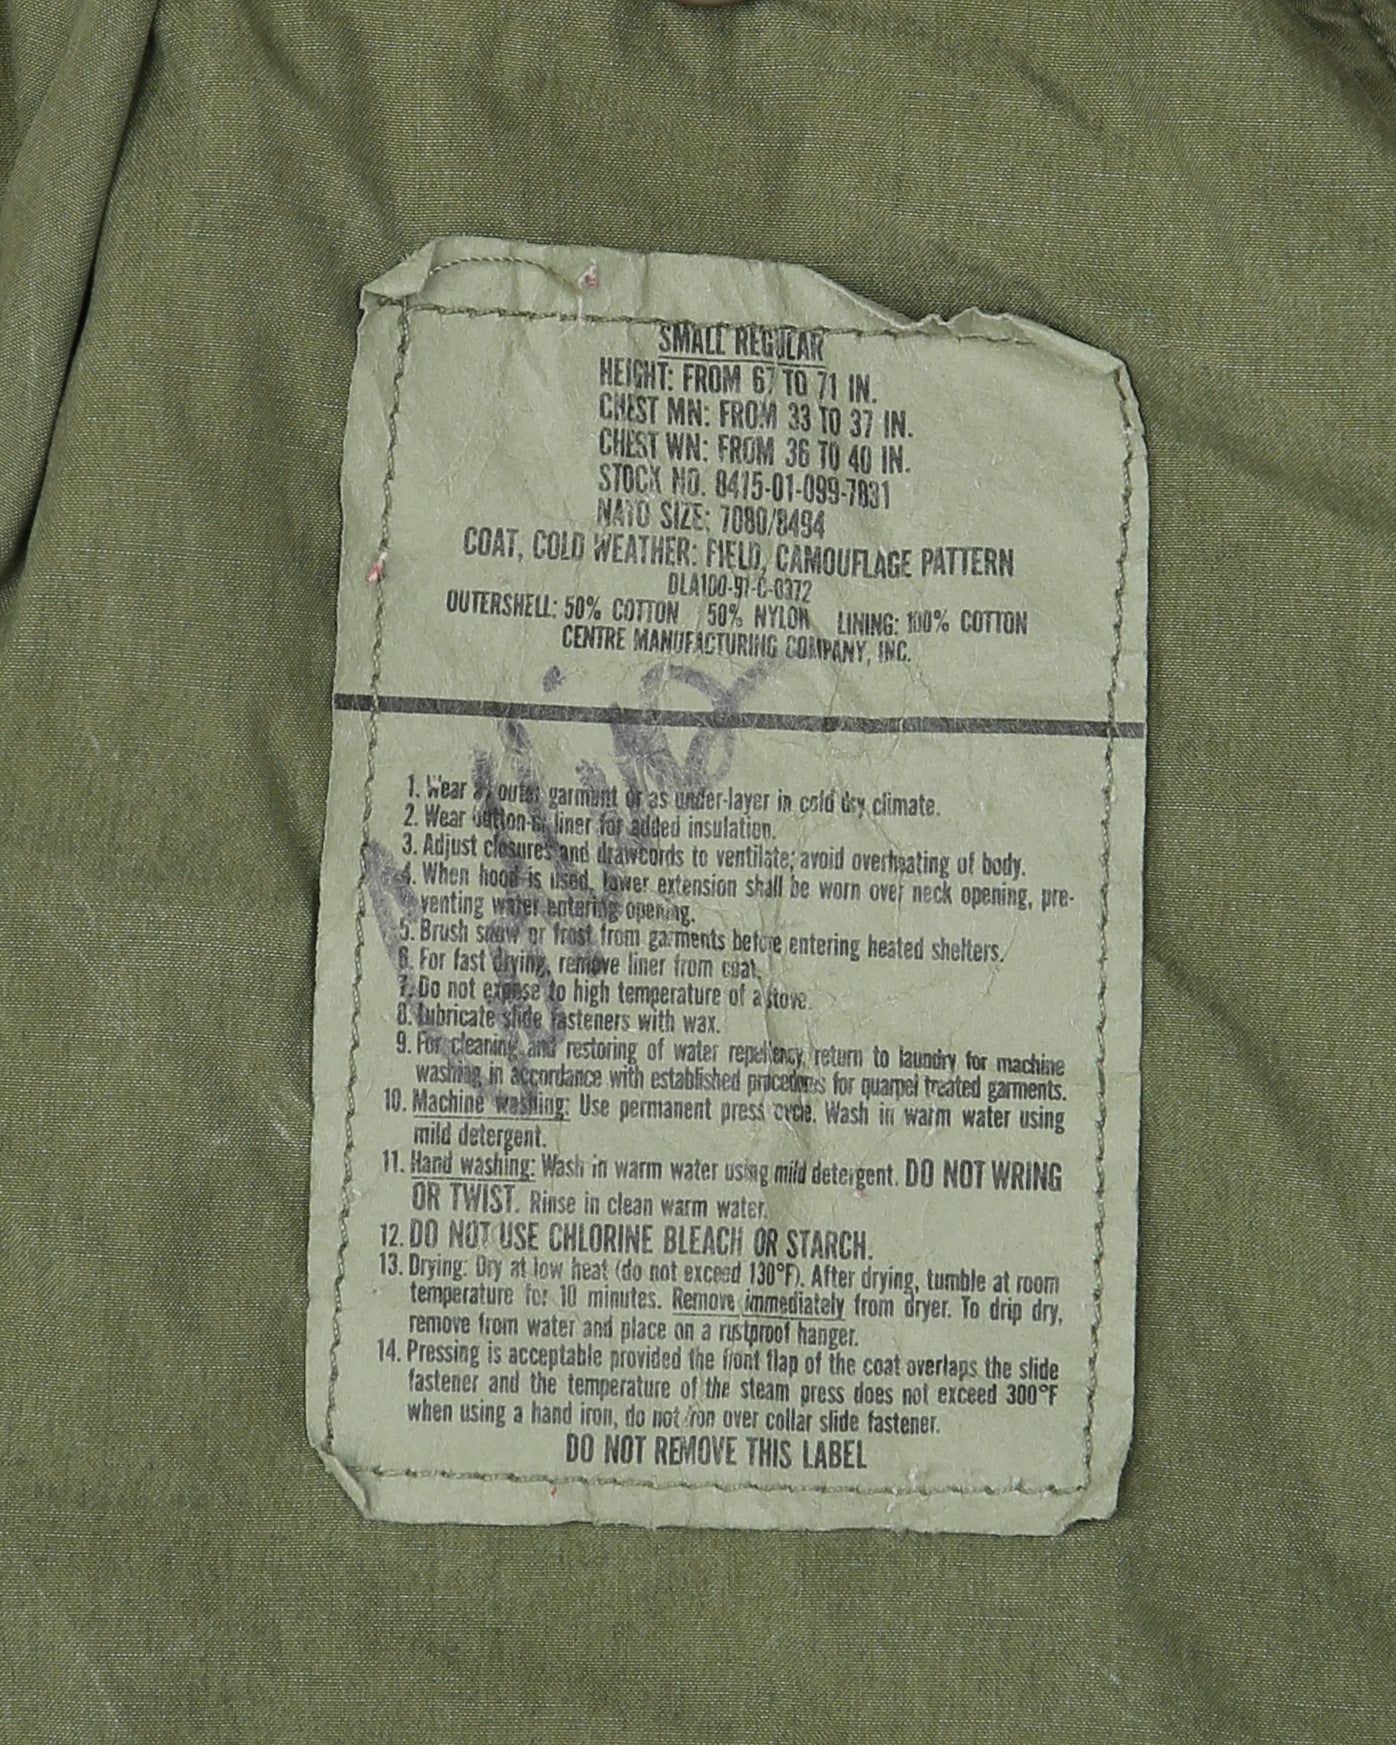 SMALL REGULAR
HEIGHT: FROM 67 TO 71 IN.
CHEST MN: FROM 33 TO 37 IN.
CHEST WN: FROM 36 TO 40 IN.
STOCK NO. 8415-01-099-7831
NATO SIZE: 7080/8494
COAT, COLD WEATHER: FIELD, CAMOUFLAGE PATTERN
DLA100-91-C-0372
OUTERSHELL: 50% COTTON 50% NYLON LINING: 100% COTTON
CENTRE MANUFACTURING COMPANY, INC.
1. Wear as outer garment or as under-layer in cold dry climate.
2. Wear button-in liner for added insulation.
3. Adjust closures and drawcords to ventilate; avoid overheating of body.
4. When hood is used, lower extension shall be worn over neck opening, pre-
venting water entering opening.
5. Brush snow or frost from garments before entering heated shelters.
6. For fast drying, remove liner from coat.
7. Do not expose to high temperature of a stove.
8. Lubricate slide fasteners with wax.
9. For cleaning and restoring of water repellency, return to laundry for machine
washing in accordance with established procedures for quarpel treated garments.
10. Machine washing: Use permanent press cycle. Wash in warm water using
mild detergent.
11. Hand washing: Wash in warm water using mild detergent. DO NOT WRING
OR TWIST. Rinse in clean warm water.
12. DO NOT USE CHLORINE BLEACH OR STARCH.
13. Drying: Dry at low heat (do not exceed 130°F). After drying, tumble at room
temperature for 10 minutes. Remove immediately from dryer. To drip dry,
remove from water and place on a rustproof hanger.
14. Pressing is acceptable provided the front flap of the coat overlaps the slide
fastener and the temperature of the steam press does not exceed 300°F
when using a hand iron, do not iron over collar slide fastener.
DO NOT REMOVE THIS LABEL